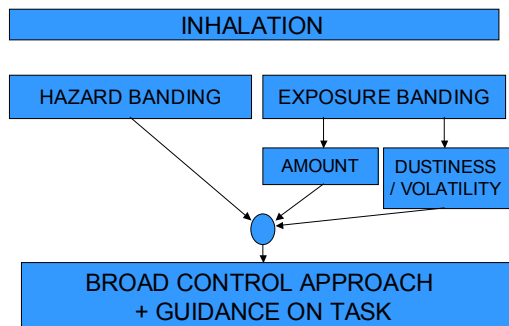 INHALATION
HAZARD BANDING
EXPOSURE BANDING
AMOUNT
DUSTINESS
/ VOLATILITY
BROAD CONTROL APPROACH
+ GUIDANCE ON TASK